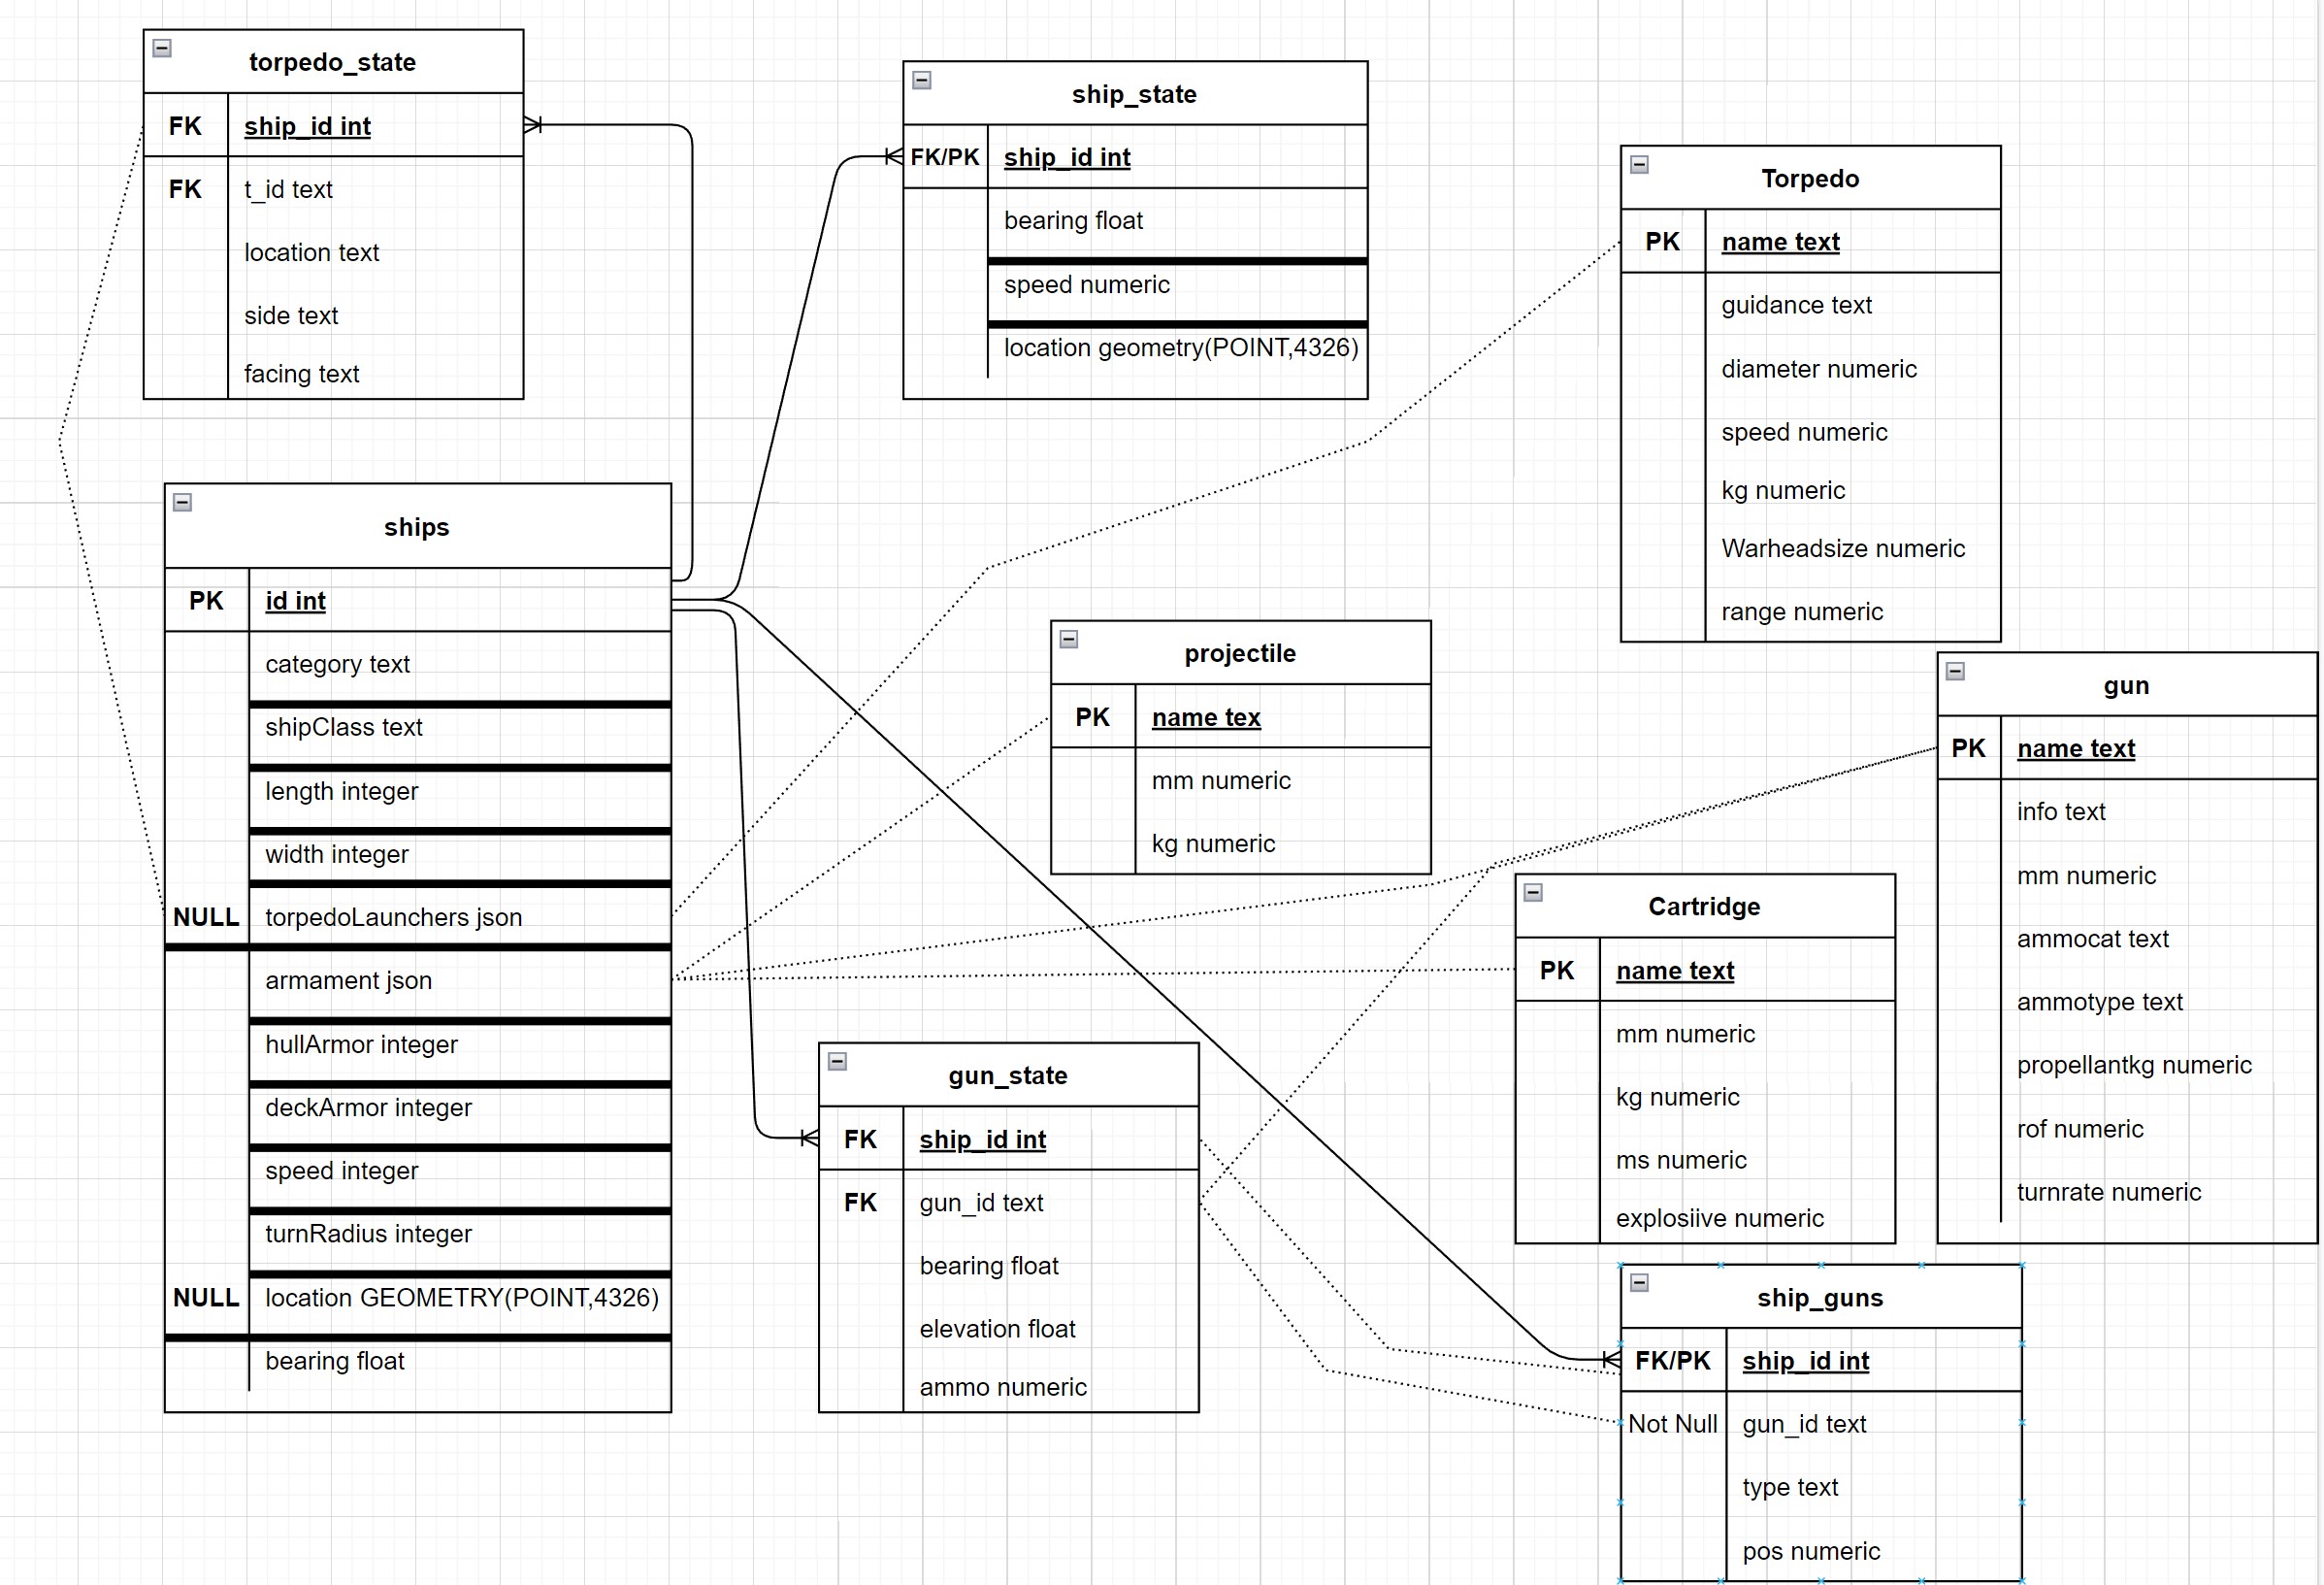 torpedo_state
FK ship_id int
FK t_id text
location text
side text
facing text
ship_state
FK/PK ship_id int
bearing float
speed numeric
location geometry(POINT,4326)
Torpedo
PK name text
guidance text
diameter numeric
speed numeric
kg numeric
Warheadsize numeric
range numeric
ships
PK id int
category text
shipClass text
length integer
width integer
NULL torpedoLaunchers json
armament json
hullArmor integer
deckArmor integer
speed integer
turnRadius integer
NULL location GEOMETRY(POINT,4326)
bearing float
projectile
PK name tex
mm numeric
kg numeric
gun
PK name text
info text
mm numeric
ammocat text
ammotype text
propellantkg numeric
rof numeric
turnrate numeric
Cartridge
PK name text
mm numeric
kg numeric
ms numeric
explosiive numeric
gun_state
FK ship_id int
FK gun_id text
bearing float
elevation float
ammo numeric
ship_guns
FK/PK ship_id int
Not Null gun_id text
type text
pos numeric